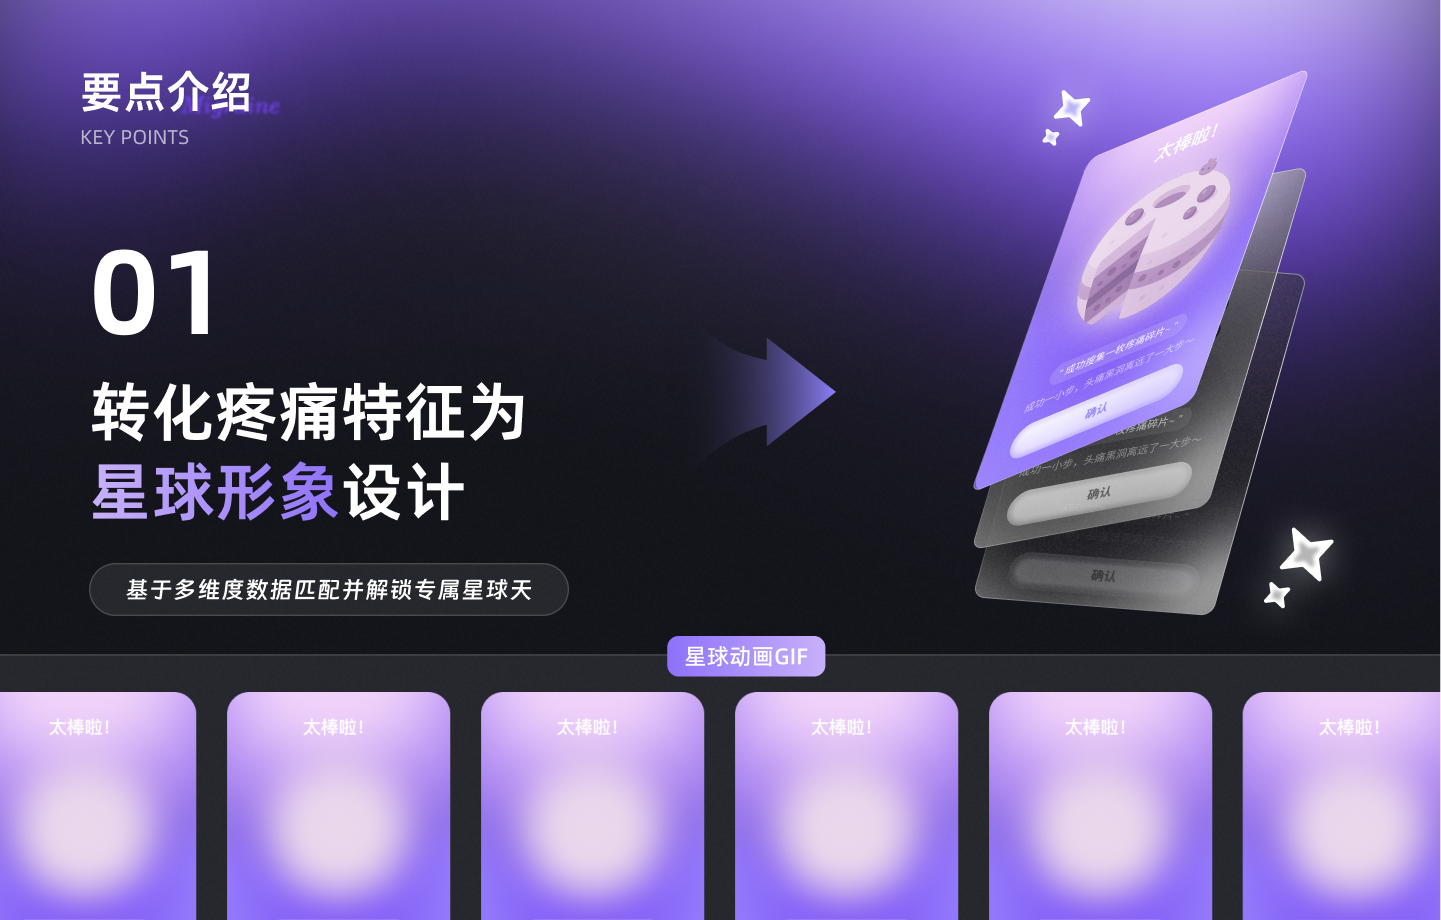 要点介绍
KEY POINTS
01
转化疼痛特征为
星球形象设计
基于多维度数据匹配并解锁专属星球天
太棒啦!
“成功搜集一枚疼痛碎片~”
成功一小步，头痛黑洞离远了一大步～
确认
疼痛碎片~”
成功一小步，头痛黑洞离远了一大步～
确认
确认
星球动画GIF
太棒啦!
太棒啦!
太棒啦!
太棒啦!
太棒啦!
太棒啦!